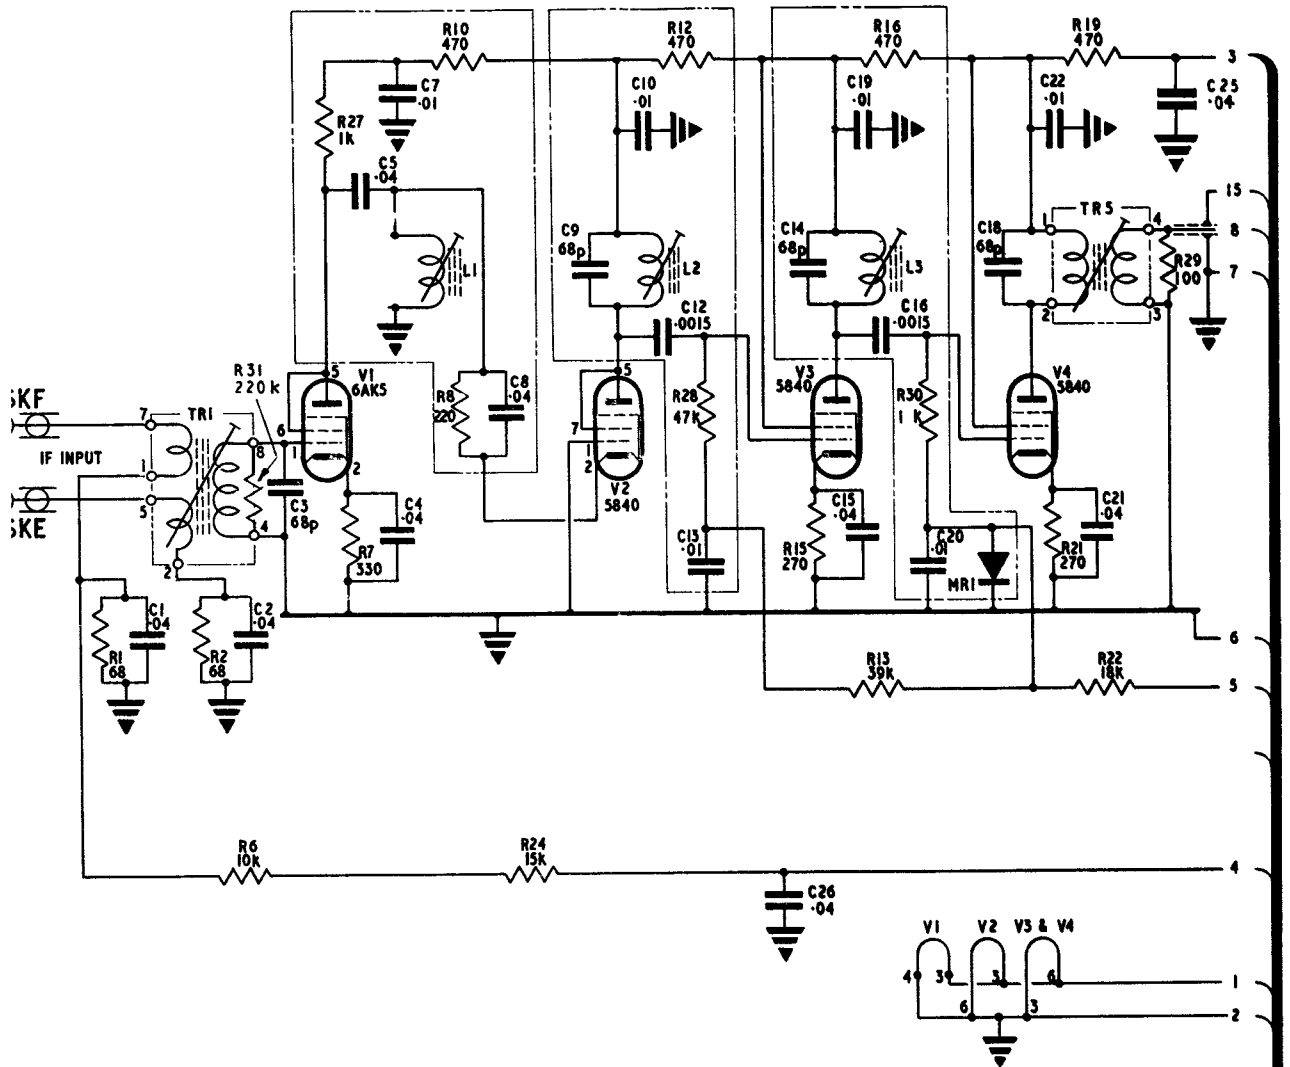 R10
470
R12
470
R16
470
R19
470
3
C7
.01
C10
.01
C19
.01
C22
.01
C25
.04
R27
1k
C5
.04
15
TR5
1
4
8
C9
68p
C14
68p
C18
68p
L1
L2
L3
R29
100
7
2
3
C12
.0015
C16
.0015
R31
220k
V1
6AK5
5
5
V3
5840
V4
5840
R8
220
C8
.04
R28
47K
R30
1K
SKF
7
TR1
6
8
1
7
1
2
IF INPUT
1
5
SKE
4
C3
68p
2
V2
5840
C4
.04
C15
.04
C21
.04
R7
330
C13
.01
R15
270
C20
.01
MR1
R21
270
2
C1
.04
C2
.04
R1
68
R2
68
6
R13
39k
R22
18K
5
R6
10k
R24
15k
4
C26
.04
V1
V2
V3 & V4
4
3
3
6
1
6
3
2